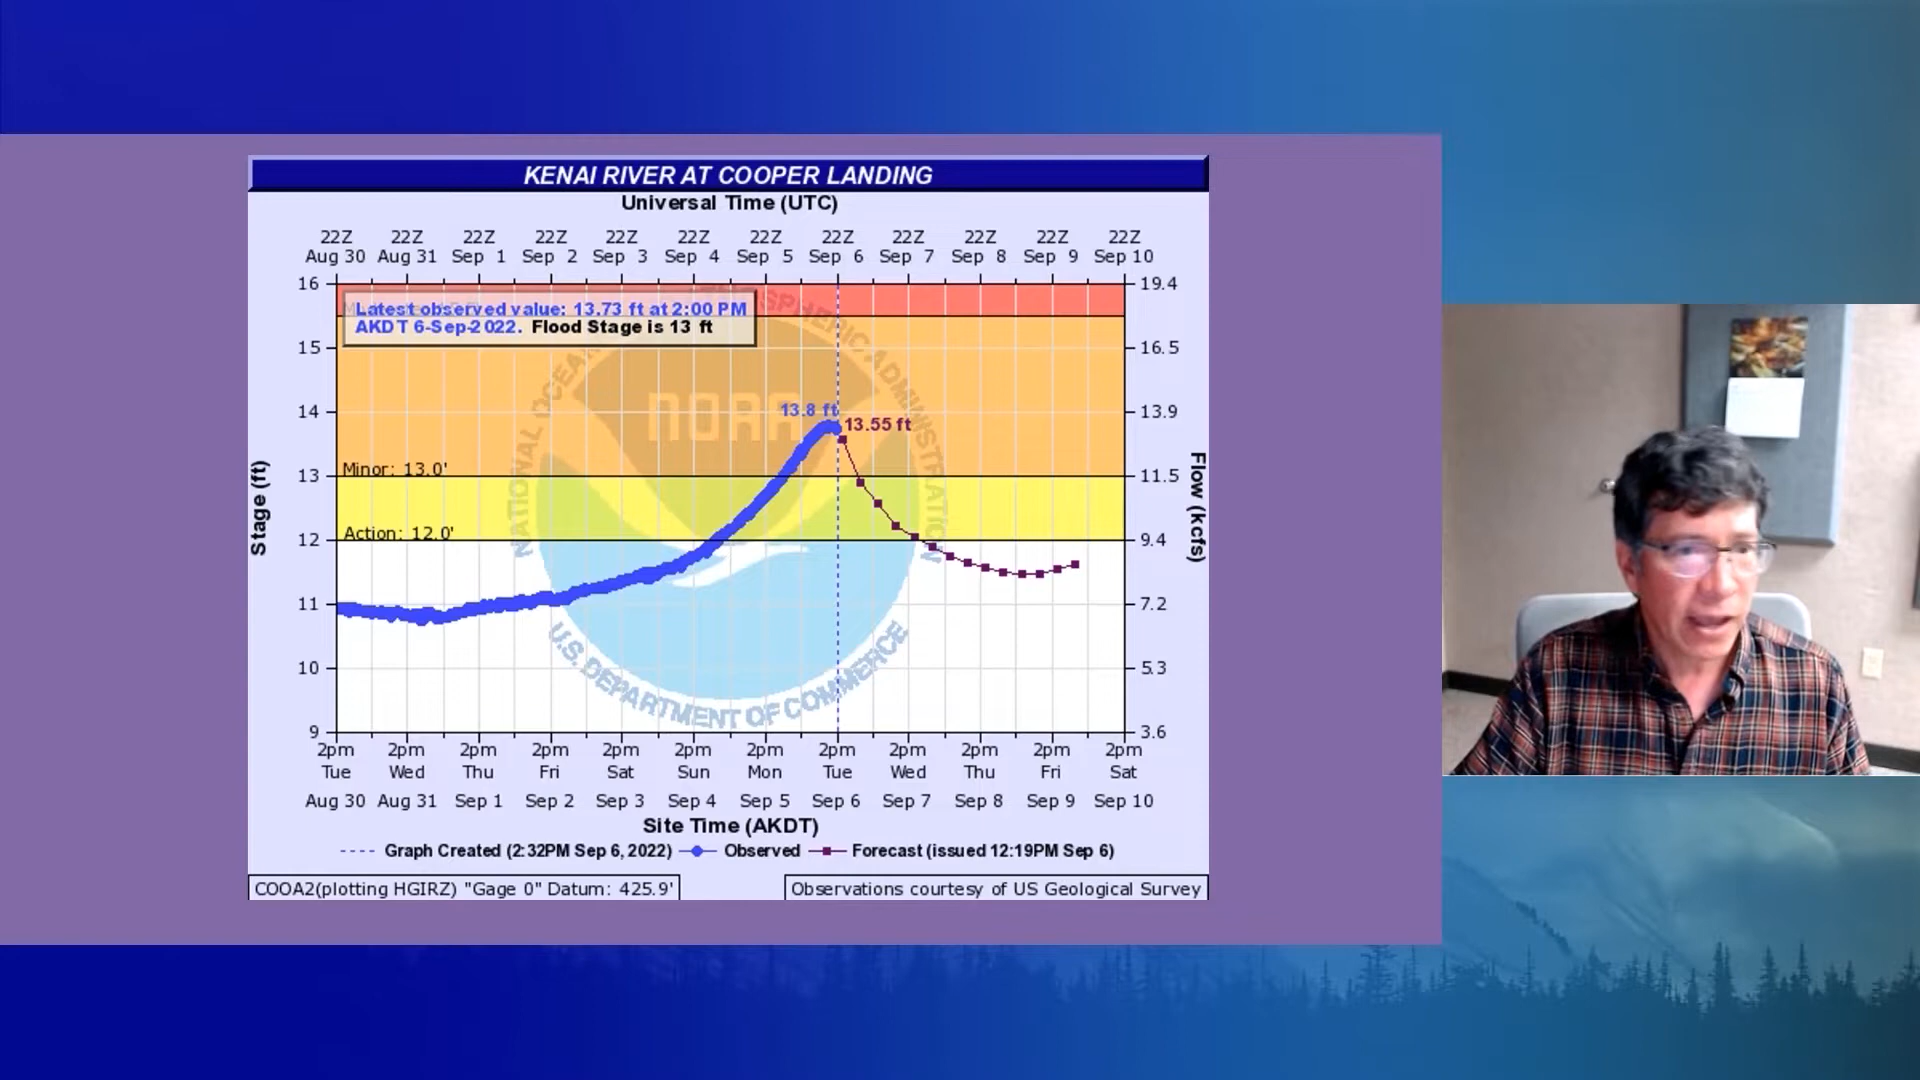 KENAI RIVER AT COOPER LANDING
Universal Time (UTC)
22Z 22Z 22Z 22Z 22Z 22Z 22Z 22Z 22Z 22Z 22Z 22Z
Aug 30 Aug 31 Sep 1 Sep 2 Sep 3 Sep 4 Sep 5 Sep 6 Sep 7 Sep 8 Sep 9 Sep 10
16 19.4
Latest observed value: 13.73 ft at 2:00 PM
AKDT 6-Sep-2022. Flood Stage is 13 ft
15 16.5
NATIONAL OCEANIC ATMOSPHERIC ADMINISTRATION
NOAA
14 13.8 ft 13.9
13.55 ft
Minor: 13.0'
13 11.5
Stage (ft)
Flow (kcfs)
Action: 12.0'
12 9.4
11 7.2
U.S. DEPARTMENT OF COMMERCE
10 5.3
9 3.6
2pm 2pm 2pm 2pm 2pm 2pm 2pm 2pm 2pm 2pm 2pm 2pm
Tue Wed Thu Fri Sat Sun Mon Tue Wed Thu Fri Sat
Aug 30 Aug 31 Sep 1 Sep 2 Sep 3 Sep 4 Sep 5 Sep 6 Sep 7 Sep 8 Sep 9 Sep 10
Site Time (AKDT)
Graph Created (2:32PM Sep 6, 2022) Observed Forecast (issued 12:19PM Sep 6)
COOA2(plotting HGIRZ) "Gage 0" Datum: 425.9'
Observations courtesy of US Geological Survey